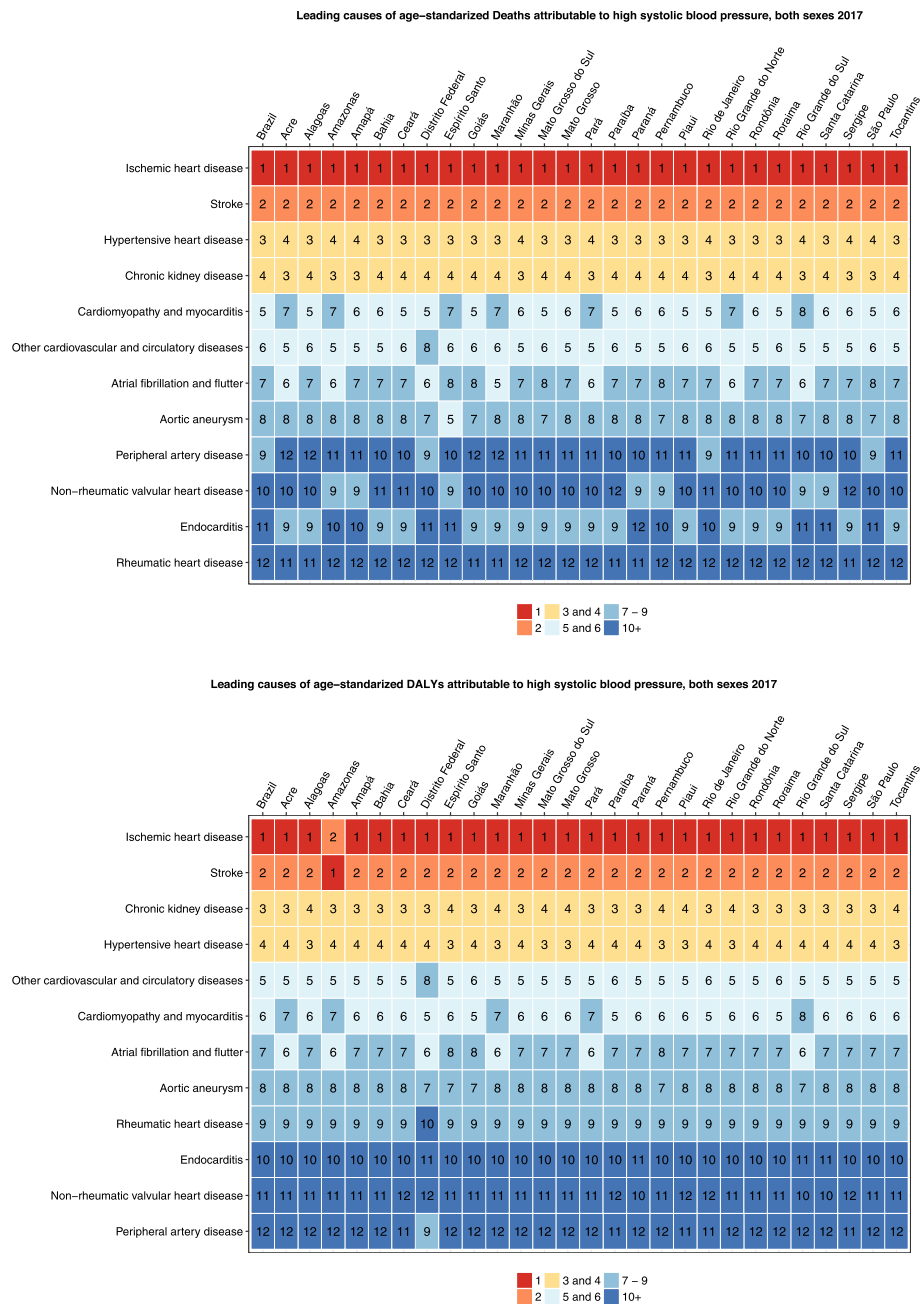 Leading causes of age−standarized Deaths attributable to high systolic blood pressure, both sexes 2017
Brazil Acre Alagoas Amazonas Amapá Bahia Ceará Distrito Federal Espírito Santo Goiás Maranhão Minas Gerais Mato Grosso do Sul Mato Grosso Pará Paraíba Paraná Pernambuco Piauí Rio de Janeiro Rio Grande do Norte Rondônia Roraima Rio Grande do Sul Santa Catarina Sergipe São Paulo Tocantins
Ischemic heart disease 1 1 1 1 1 1 1 1 1 1 1 1 1 1 1 1 1 1 1 1 1 1 1 1 1 1 1 1
Stroke 2 2 2 2 2 2 2 2 2 2 2 2 2 2 2 2 2 2 2 2 2 2 2 2 2 2 2 2
Hypertensive heart disease 3 4 3 4 4 3 3 3 3 3 3 4 3 3 4 3 3 3 3 4 3 3 3 4 3 4 4 3
Chronic kidney disease 4 3 4 3 3 4 4 4 4 4 4 3 4 4 3 4 4 4 4 3 4 4 4 3 4 3 3 4
Cardiomyopathy and myocarditis 5 7 5 7 6 6 5 5 7 5 7 6 5 6 7 5 6 6 5 5 7 6 5 8 6 6 5 6
Other cardiovascular and circulatory diseases 6 5 6 5 5 5 6 8 6 6 6 5 6 5 5 6 5 5 6 6 5 5 6 5 5 5 6 5
Atrial fibrillation and flutter 7 6 7 6 7 7 7 6 8 8 5 7 8 7 6 7 7 8 7 7 6 7 7 6 7 7 8 7
Aortic aneurysm 8 8 8 8 8 8 8 7 5 7 8 8 7 8 8 8 8 7 8 8 8 8 8 7 8 8 7 8
Peripheral artery disease 9 12 12 11 11 10 10 9 10 12 12 11 11 11 11 10 10 11 11 9 11 11 11 10 10 10 9 11
Non−rheumatic valvular heart disease 10 10 10 9 9 11 11 10 9 10 10 10 10 10 10 12 9 9 10 11 10 10 10 9 9 12 10 10
Endocarditis 11 9 9 10 10 9 9 11 11 9 9 9 9 9 9 9 12 10 9 10 9 9 9 11 11 9 11 9
Rheumatic heart disease 12 11 11 12 12 12 12 12 12 11 11 12 12 12 12 11 11 12 12 12 12 12 12 12 12 11 12 12
1 3 and 4 7 − 9
2 5 and 6 10+
Leading causes of age−standarized DALYs attributable to high systolic blood pressure, both sexes 2017
Brazil Acre Alagoas Amazonas Amapá Bahia Ceará Distrito Federal Espírito Santo Goiás Maranhão Minas Gerais Mato Grosso do Sul Mato Grosso Pará Paraíba Paraná Pernambuco Piauí Rio de Janeiro Rio Grande do Norte Rondônia Roraima Rio Grande do Sul Santa Catarina Sergipe São Paulo Tocantins
Ischemic heart disease 1 1 1 2 1 1 1 1 1 1 1 1 1 1 1 1 1 1 1 1 1 1 1 1 1 1 1 1
Stroke 2 2 2 1 2 2 2 2 2 2 2 2 2 2 2 2 2 2 2 2 2 2 2 2 2 2 2 2
Chronic kidney disease 3 3 4 3 3 3 3 3 4 3 4 3 4 4 3 3 3 4 4 3 4 3 3 3 3 3 3 4
Hypertensive heart disease 4 4 3 4 4 4 4 4 3 4 3 4 3 3 4 4 4 3 3 4 3 4 4 4 4 4 4 3
Other cardiovascular and circulatory diseases 5 5 5 5 5 5 6 8 5 6 5 5 5 5 5 6 5 5 5 6 5 5 6 5 5 5 5 5
Cardiomyopathy and myocarditis 6 7 6 7 6 6 5 5 6 5 7 6 6 6 7 5 6 6 6 5 6 6 5 8 6 6 6 6
Atrial fibrillation and flutter 7 6 7 6 7 7 7 6 8 8 6 7 7 7 6 7 7 8 7 7 7 7 7 6 7 7 7 7
Aortic aneurysm 8 8 8 8 8 8 8 7 7 7 8 8 8 8 8 8 8 7 8 8 8 8 8 7 8 8 8 8
Rheumatic heart disease 9 9 9 9 9 9 9 10 9 9 9 9 9 9 9 9 9 9 9 9 9 9 9 9 9 9 9 9
Endocarditis 10 10 10 10 10 10 10 11 10 10 10 10 10 10 10 10 11 10 10 10 10 10 10 11 11 10 10 10
Non−rheumatic valvular heart disease 11 11 11 11 11 11 12 12 11 11 11 11 11 11 11 12 10 11 12 12 11 11 11 10 10 12 11 11
Peripheral artery disease 12 12 12 12 12 12 11 9 12 12 12 12 12 12 12 11 12 12 11 11 12 12 12 12 12 11 12 12
1 3 and 4 7 − 9
2 5 and 6 10+